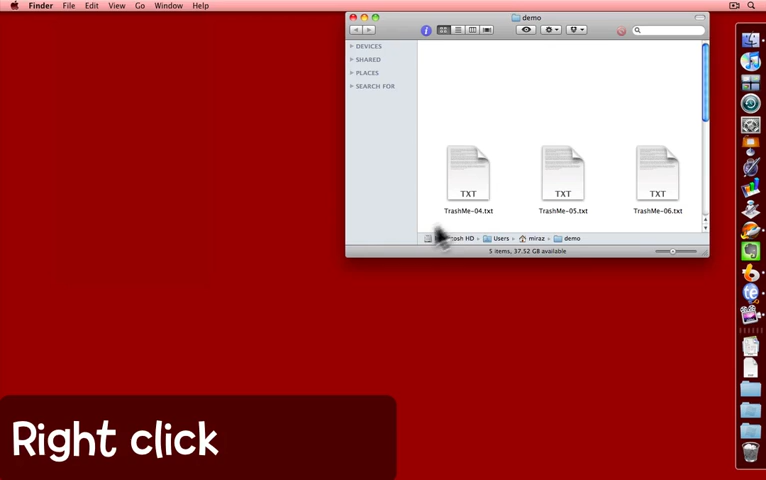 Finder File Edit View Go Window Help
demo
DEVICES
SHARED
PLACES
SEARCH FOR
TXT TXT TXT
TrashMe-04.txt TrashMe-05.txt TrashMe-06.txt
HD Users miraz demo
5 items, 37.52 GB available
Right click